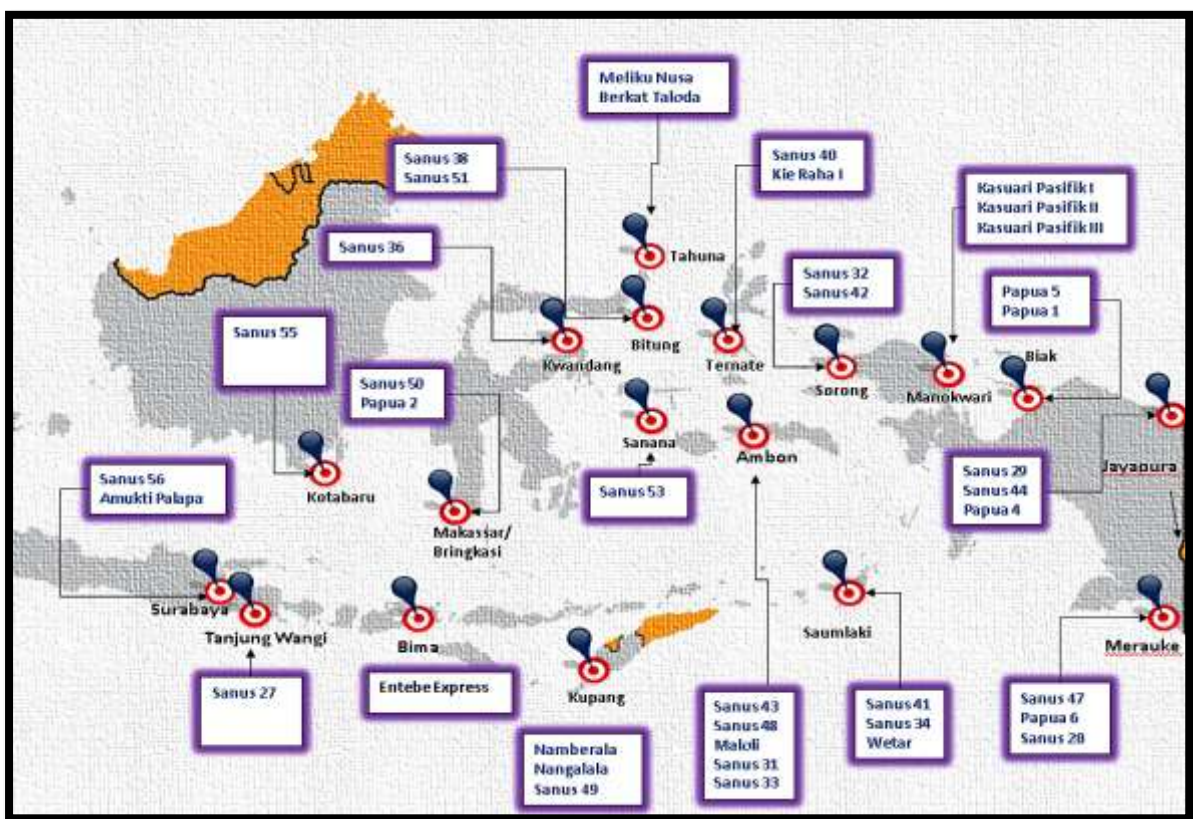 Meliku Nusa
Berkat Taloda
Sanus 38
Sanus 51
Sanus 40
Kie Raha I
Kasuari Pasifik I
Kasuari Pasifik II
Kasuari Pasifik III
Sanus 36
Tahuna
Sanus 32
Sanus 42
Papua 5
Papua 1
Sanus 55
Bitung
Kwandang
Ternate
Biak
Sorong
Manokwari
Sanus 50
Papua 2
Sanana
Ambon
Jayapura
Sanus 56
Amukti Palapa
Kotabaru
Sanus 53
Sanus 29
Sanus 44
Papua 4
Makassar/
Bringkasi
Surabaya
Tanjung Wangi
Bima
Kupang
Saumlaki
Merauke
Sanus 27
Entebe Express
Namberala
Nangalala
Sanus 49
Sanus 43
Sanus 48
Maloli
Sanus 31
Sanus 33
Sanus 41
Sanus 34
Wetar
Sanus 47
Papua 6
Sanus 28